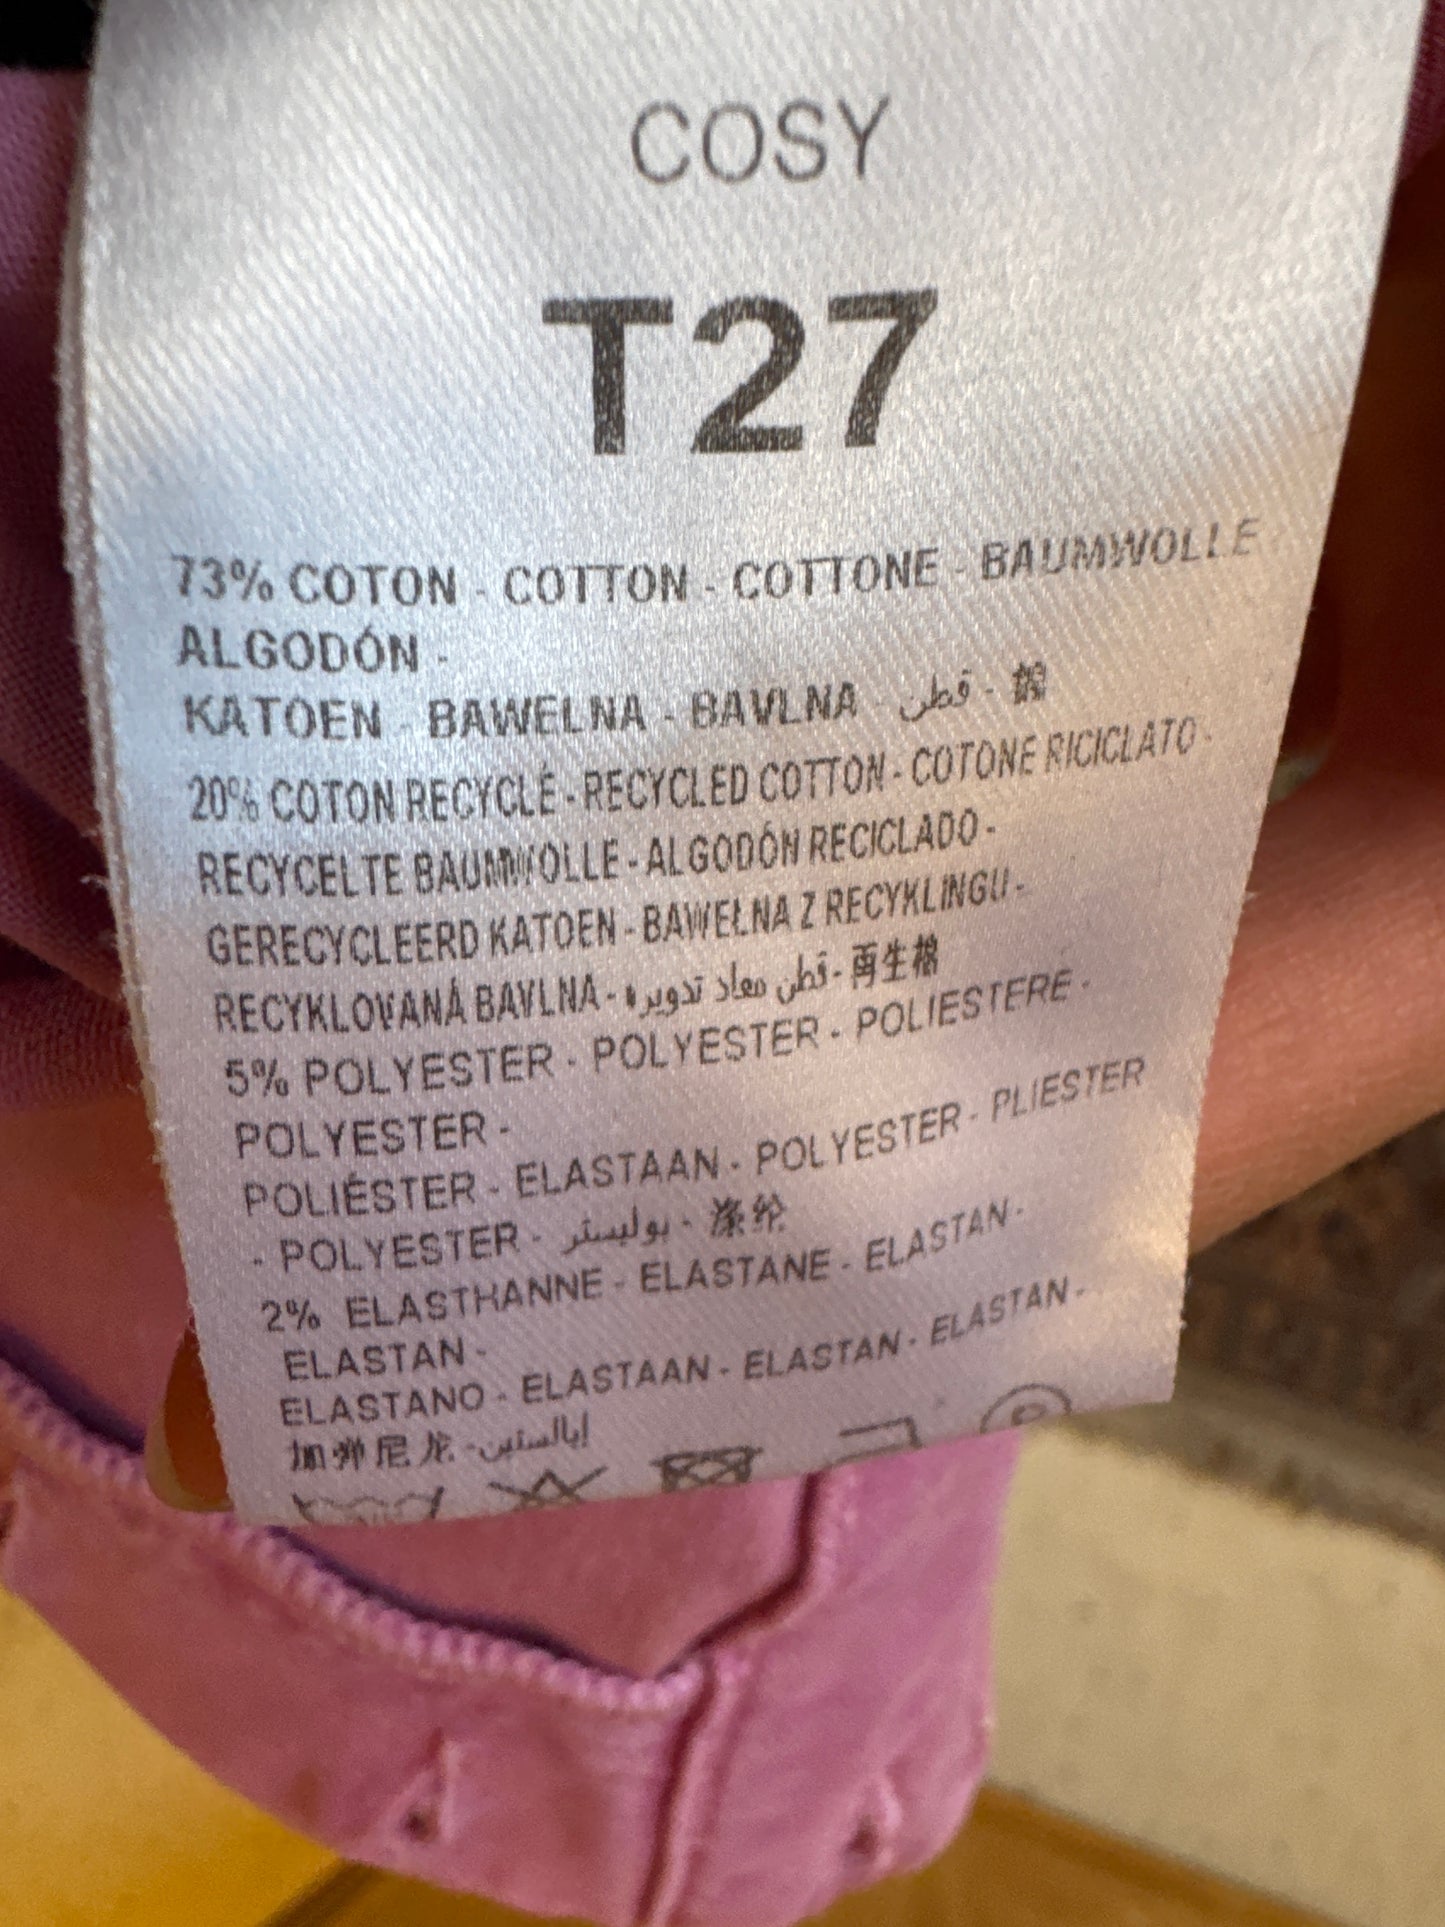 COSY
T27
73% COTON - COTTON - COTTONE - BAUMWOLLE
ALGODÓN -
KATOEN - BAWELNA - BAVLNA - قطن - 棉
20% COTON RECYCLÉ - RECYCLED COTTON - COTONE RICICLATO -
RECYCELTE BAUMWOLLE - ALGODÓN RECICLADO -
GERECYCLEERD KATOEN - BAWEŁNA Z RECYKLINGU -
RECYKLOVANÁ BAVLNA - قطن معاد تدويره - 再生棉
5% POLYESTER - POLYESTER - POLIESTERE -
POLYESTER -
POLIÉSTER - ELASTAAN - POLYESTER - PLIESTER
- POLYESTER - بوليستر - 涤纶
2% ELASTHANNE - ELASTANE - ELASTAN -
ELASTAN -
ELASTANO - ELASTAAN - ELASTAN - ELASTAN -
加弹尼龙 - ايالستين
P